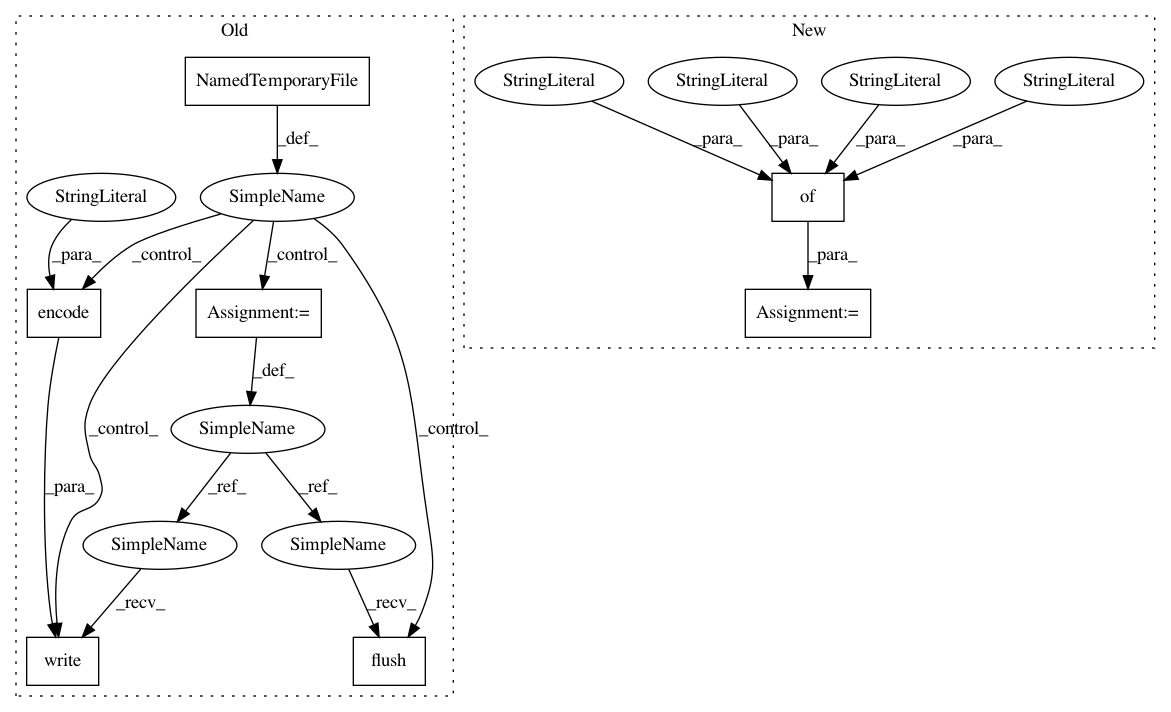 Old
New
NamedTemporaryFile
StringLiteral
StringLiteral
StringLiteral
StringLiteral
_def_
_para_
_para_
_para_
_para_
StringLiteral
SimpleName
of
_para_
_control_
_control_
_para_
encode
Assignment:=
Assignment:=
_def_
_control_
SimpleName
_control_
_para_
_ref_
_ref_
SimpleName
SimpleName
_recv_
_recv_
write
flush